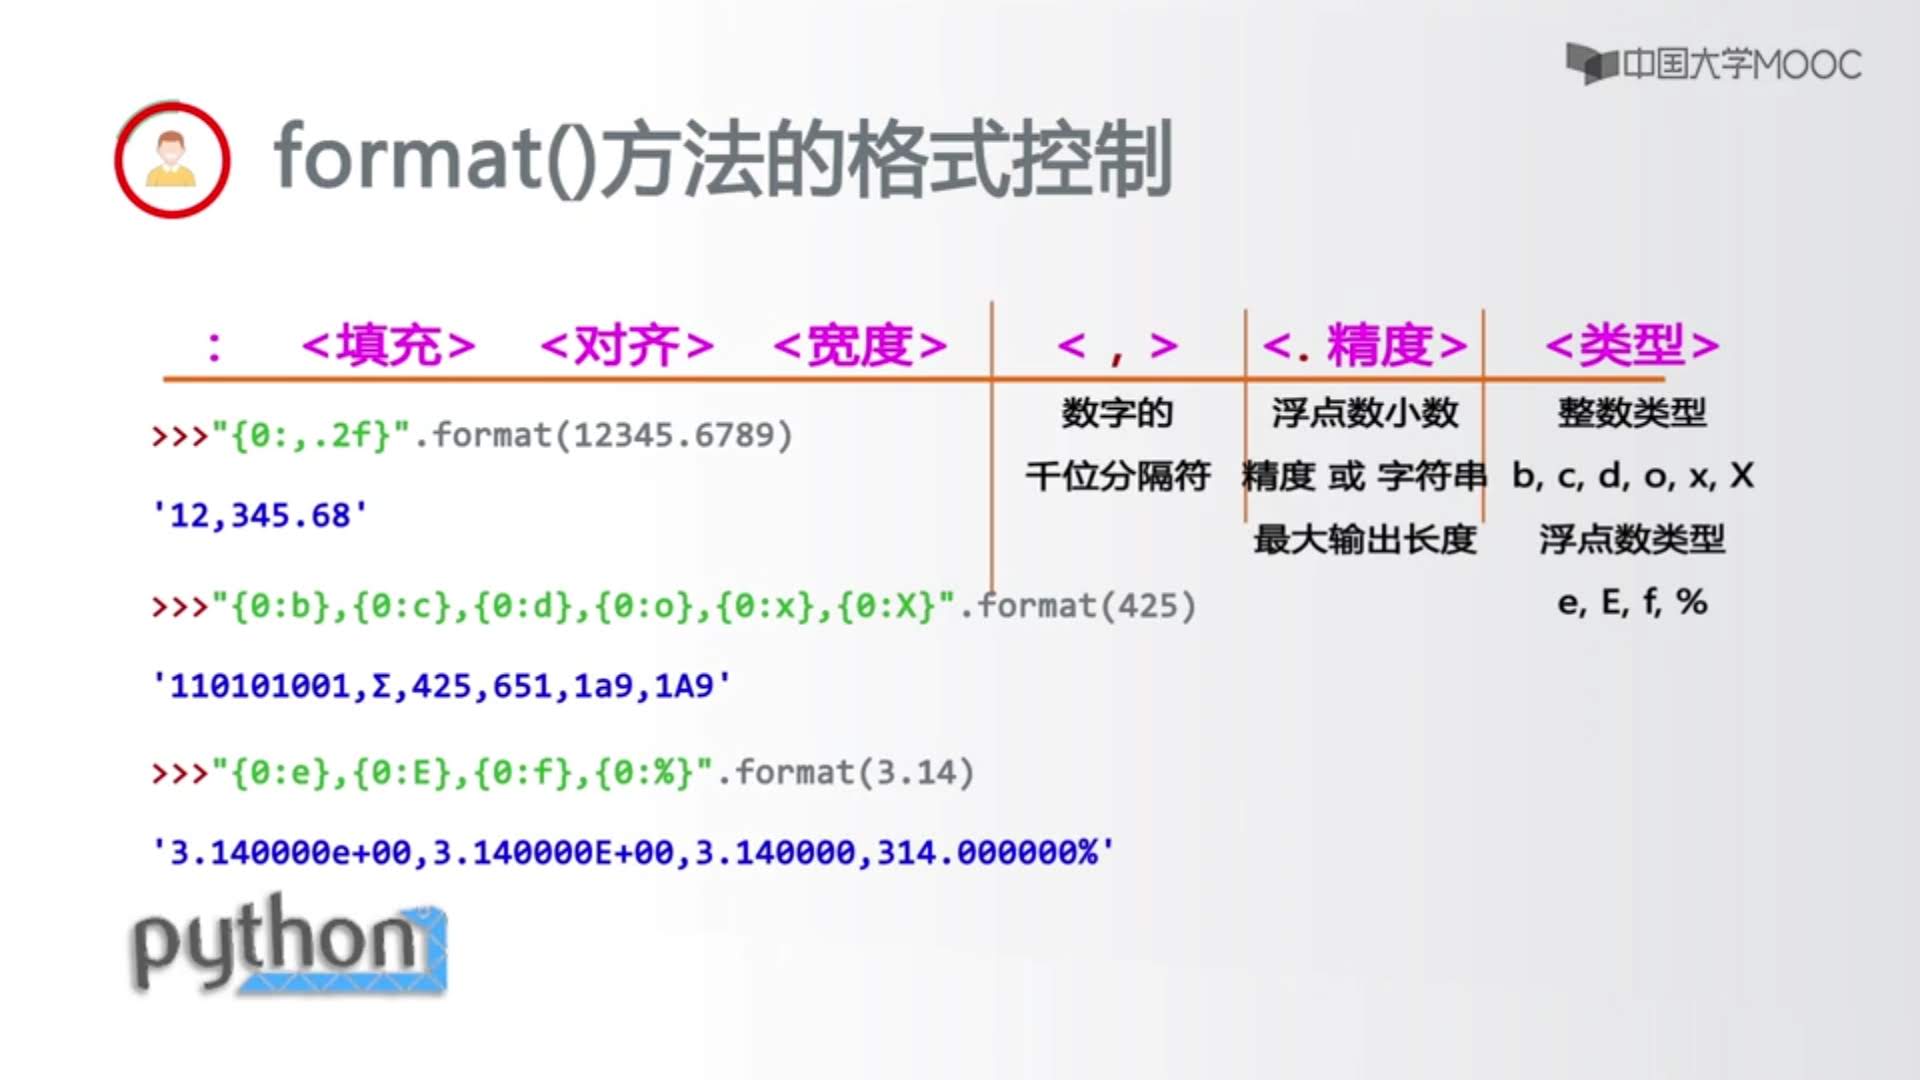 中国大学MOOC
format()方法的格式控制
: <填充> <对齐> <宽度> < , > <. 精度> <类型>
>>>"{0:,.2f}".format(12345.6789)
'12,345.68'
>>>"{0:b},{0:c},{0:d},{0:o},{0:x},{0:X}".format(425)
'110101001,Σ,425,651,1a9,1A9'
>>>"{0:e},{0:E},{0:f},{0:%}".format(3.14)
'3.140000e+00,3.140000E+00,3.140000,314.000000%'
数字的
千位分隔符
浮点数小数
精度 或 字符串
最大输出长度
整数类型
b, c, d, o, x, X
浮点数类型
e, E, f, %
python